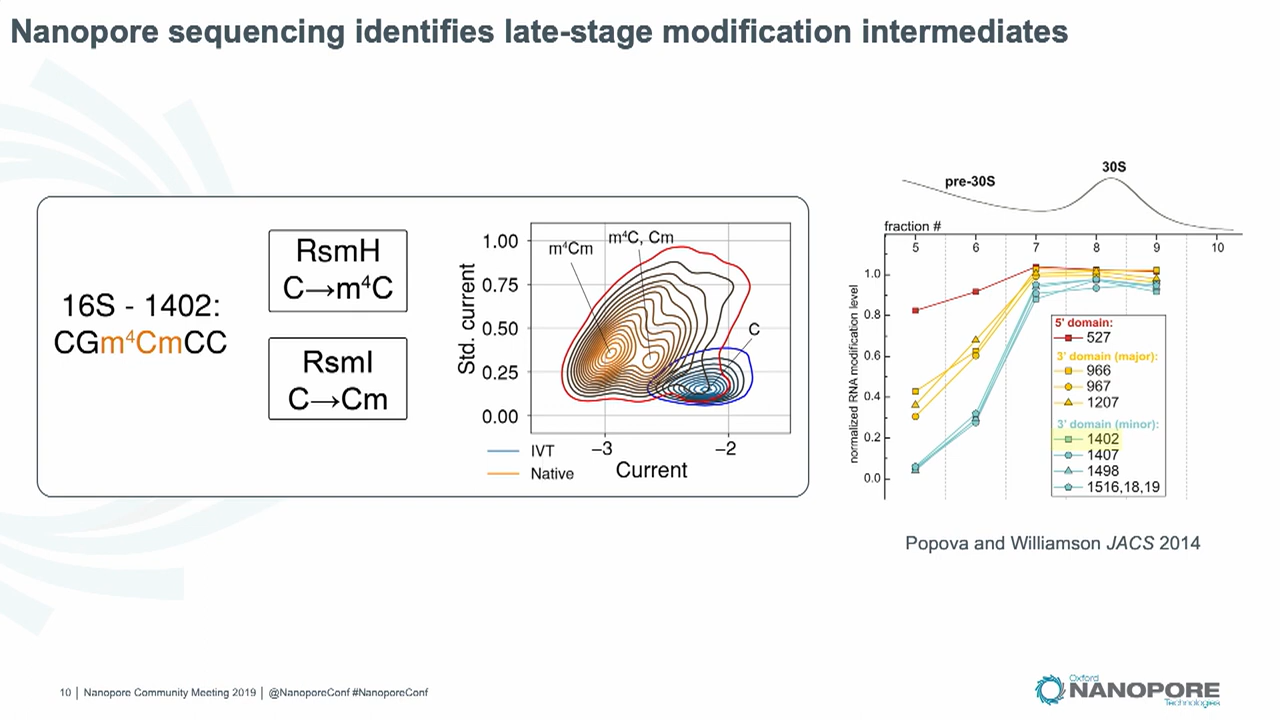 Nanopore sequencing identifies late-stage modification intermediates
16S - 1402:
CGm⁴CmCC
RsmH
C→m⁴C
RsmI
C→Cm
Std. current
1.00
0.75
0.50
0.25
0.00
m⁴Cm
m⁴C, Cm
C
−3
−2
Current
IVT
Native
pre-30S
30S
fraction #
5 6 7 8 9 10
normalized RNA modification level
1.0
0.8
0.6
0.4
0.2
0.0
5' domain:
527
3' domain (major):
966
967
1207
3' domain (minor):
1402
1407
1498
1516,18,19
Popova and Williamson JACS 2014
10 | Nanopore Community Meeting 2019 | @NanoporeConf #NanoporeConf
Oxford
NANOPORE
Technologies